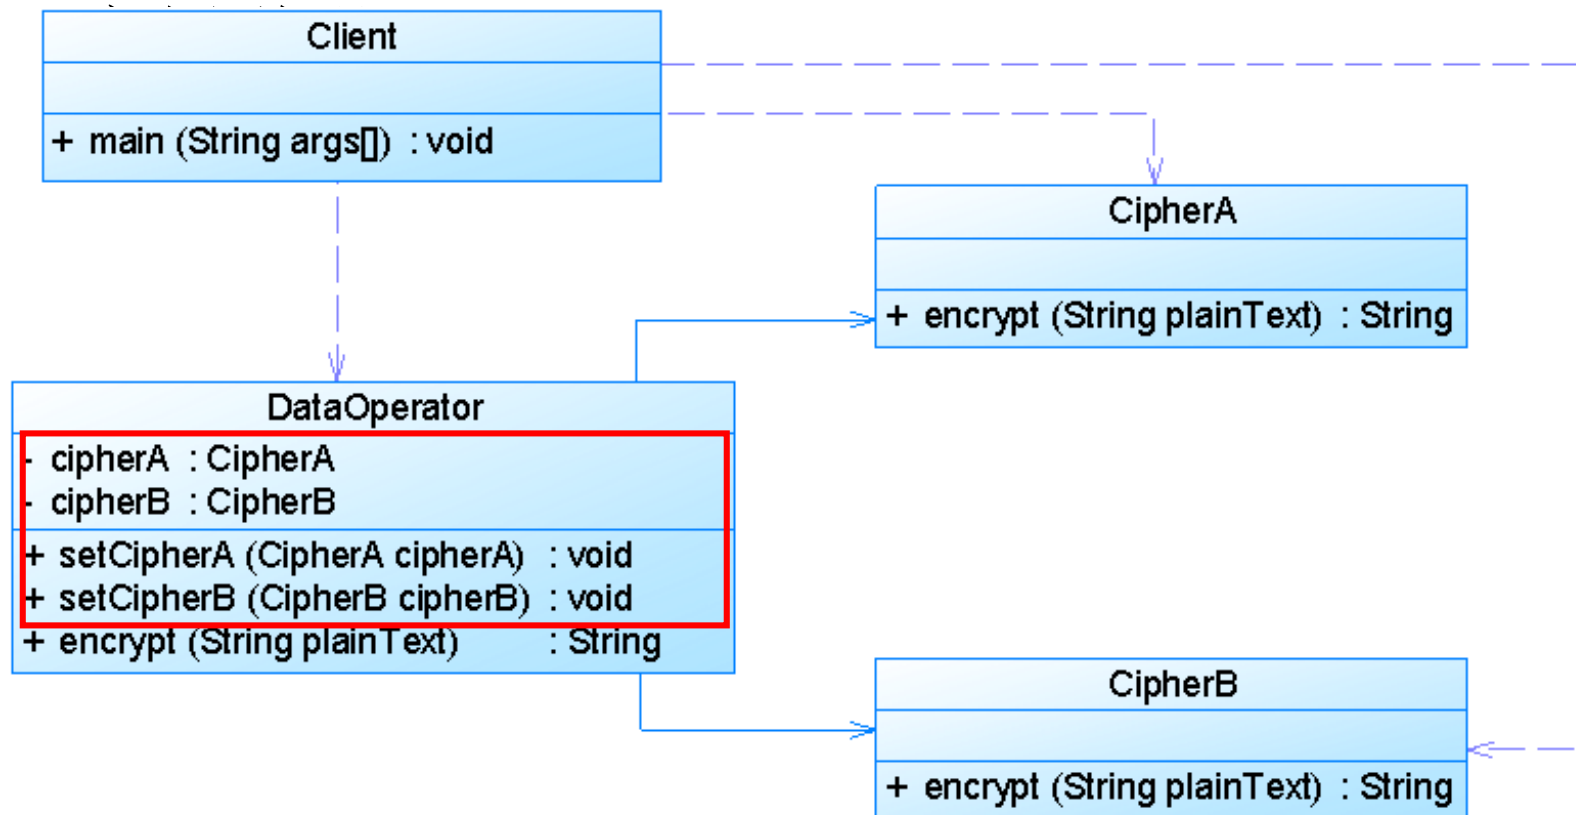 Client
+ main (String args[]) : void
CipherA
+ encrypt (String plainText) : String
DataOperator
- cipherA : CipherA
- cipherB : CipherB
+ setCipherA (CipherA cipherA) : void
+ setCipherB (CipherB cipherB) : void
+ encrypt (String plainText) : String
CipherB
+ encrypt (String plainText) : String